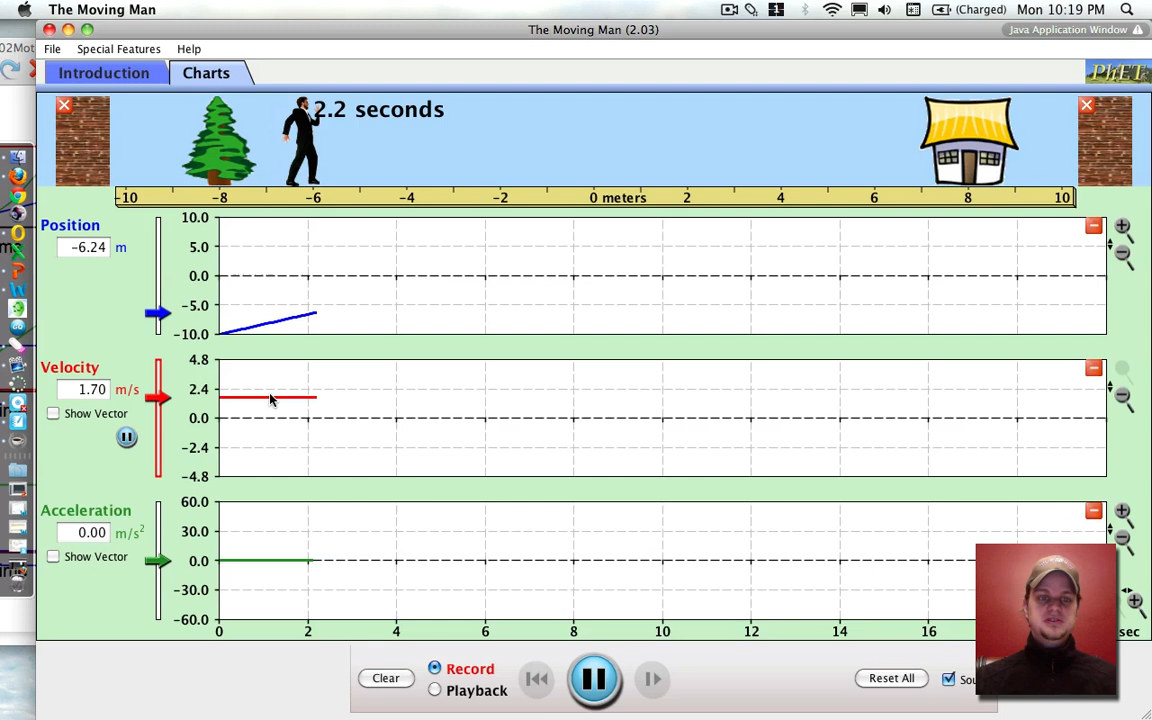 The Moving Man
(Charged) Mon 10:19 PM
The Moving Man (2.03)
Java Application Window
02Mot
File Special Features Help
Introduction Charts
PhET
2.2 seconds
-10 -8 -6 -4 -2 0 meters 2 4 6 8 10
Position
-6.24 m
10.0
5.0
0.0
-5.0
-10.0
Velocity
1.70 m/s
Show Vector
4.8
2.4
0.0
-2.4
-4.8
Acceleration
0.00 m/s²
Show Vector
60.0
30.0
0.0
-30.0
-60.0
0 2 4 6 8 10 12 14 16 sec
Clear
Record
Playback
Reset All
Sou